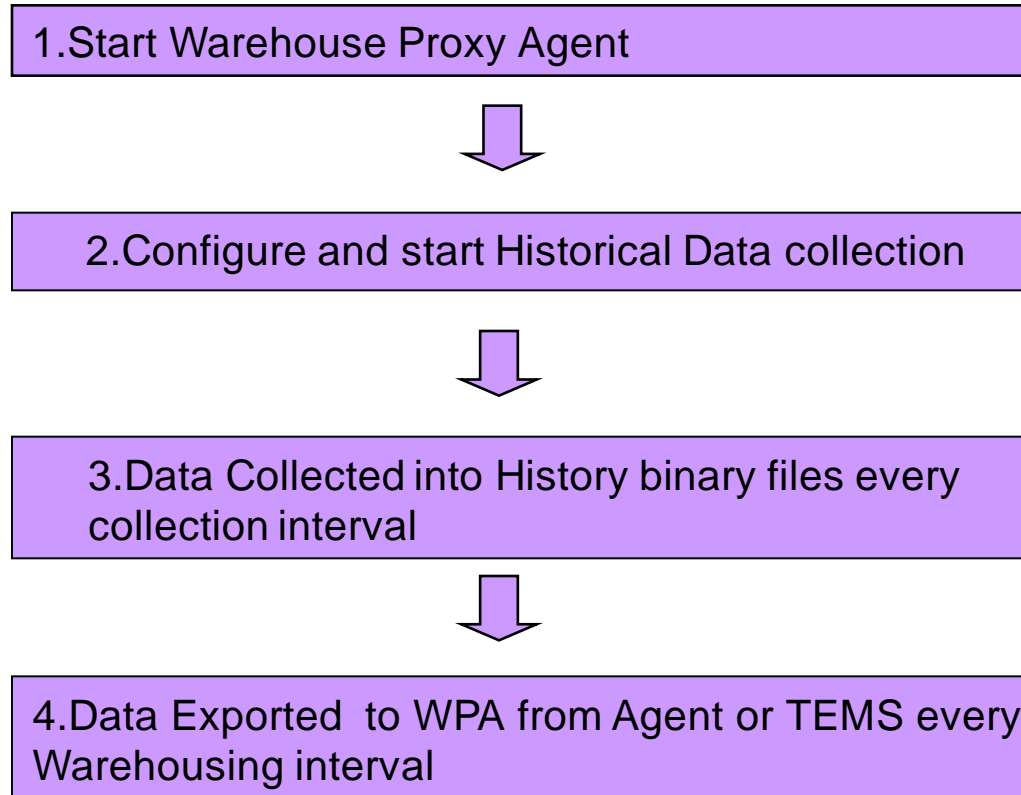 1.Start Warehouse Proxy Agent
2.Configure and start Historical Data collection
3.Data Collected into History binary files every
collection interval
4.Data Exported to WPA from Agent or TEMS every
Warehousing interval